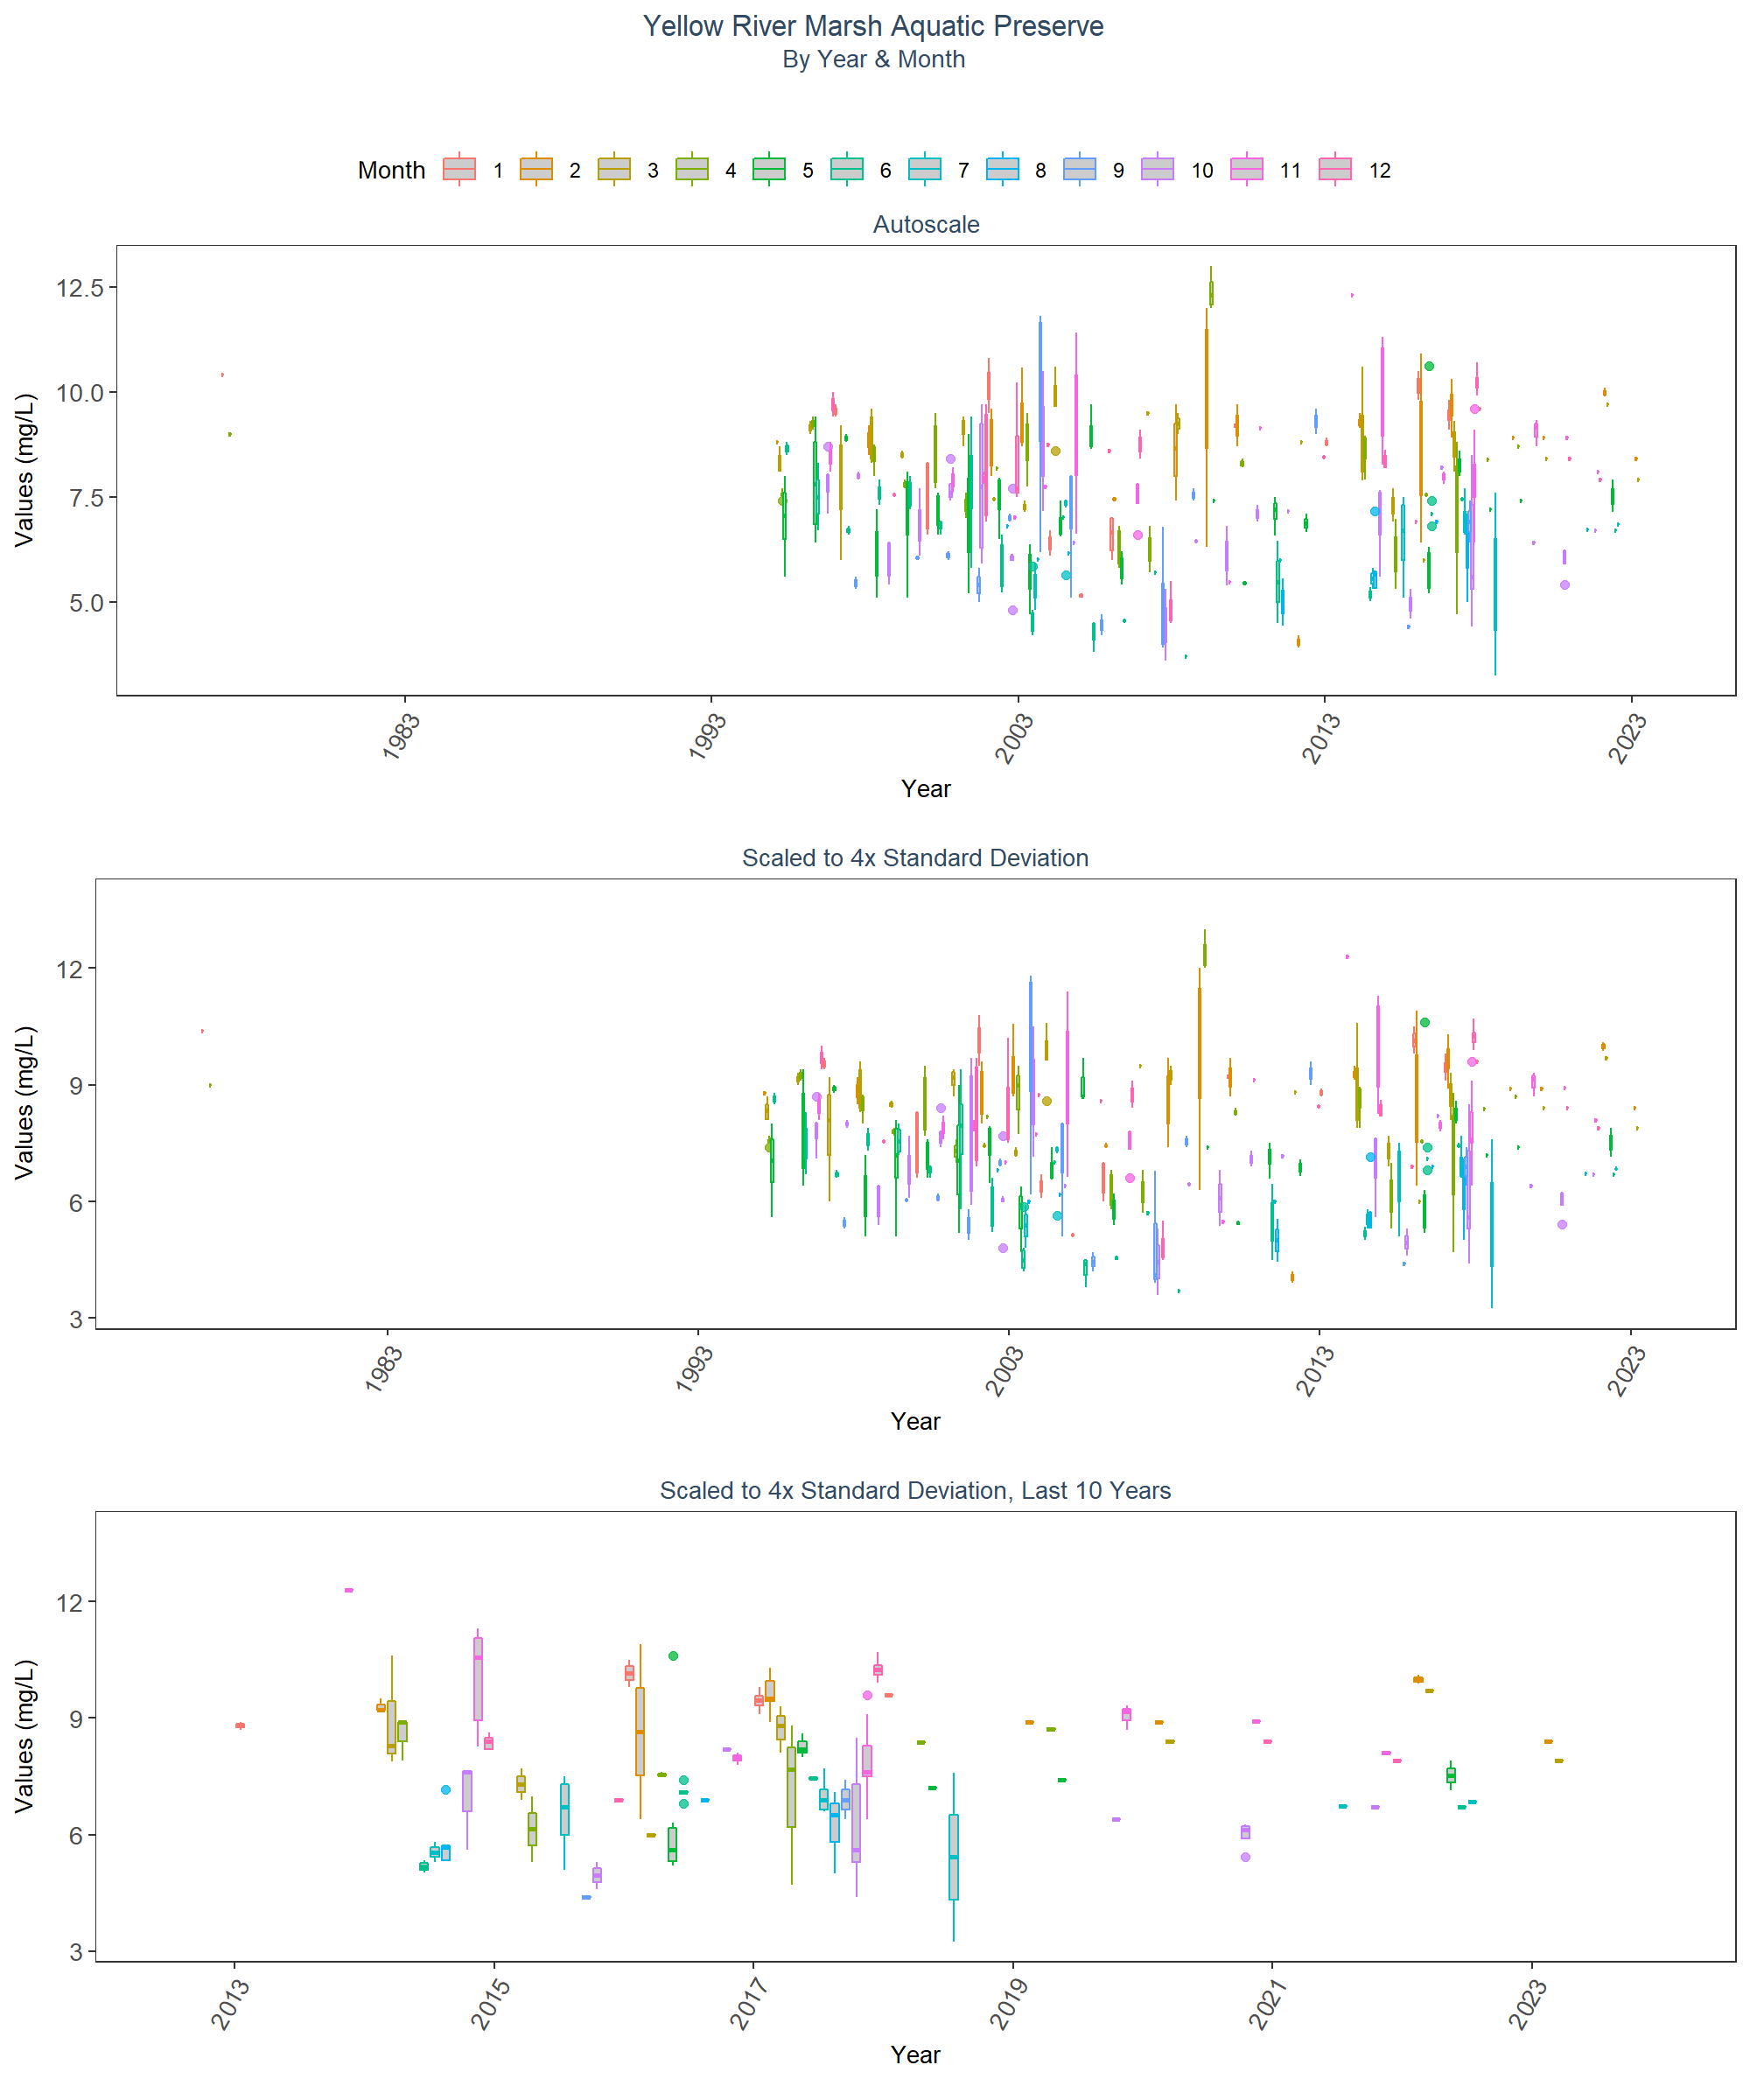 Yellow River Marsh Aquatic Preserve
By Year & Month
Month 1 2 3 4 5 6 7 8 9 10 11 12
Autoscale
Values (mg/L)
12.5
10.0
7.5
5.0
1983 1993 2003 2013 2023
Year
Scaled to 4x Standard Deviation
Values (mg/L)
12
9
6
3
1983 1993 2003 2013 2023
Year
Scaled to 4x Standard Deviation, Last 10 Years
Values (mg/L)
12
9
6
3
2013 2015 2017 2019 2021 2023
Year